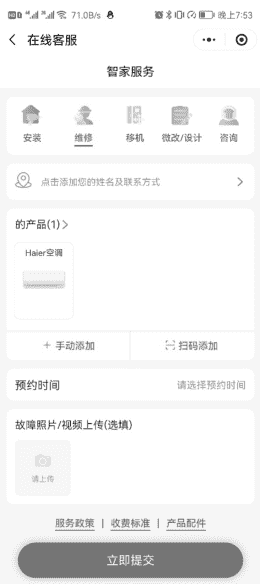 71.0B/s 晚上7:53
在线客服
智家服务
安装 维修 移机 微改/设计 咨询
点击添加您的姓名及联系方式
的产品(1)
Haier空调
+ 手动添加 扫码添加
预约时间 请选择预约时间
故障照片/视频上传(选填)
请上传
服务政策 | 收费标准 | 产品配件
立即提交